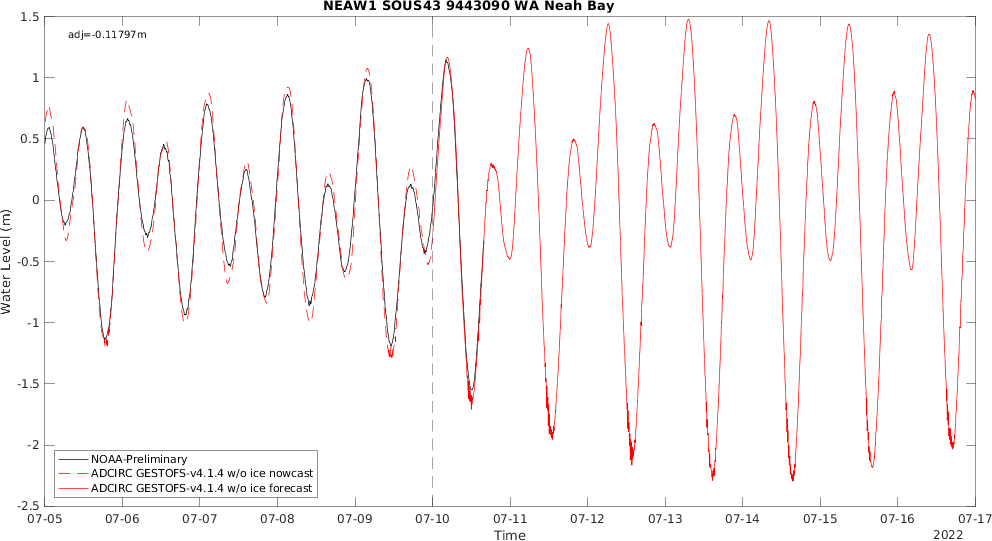 NEAW1 SOUS43 9443090 WA Neah Bay
adj=-0.11797m
1.5
1
0.5
0
-0.5
-1
-1.5
-2
-2.5
Water Level (m)
NOAA-Preliminary
ADCIRC GESTOFS-v4.1.4 w/o ice nowcast
ADCIRC GESTOFS-v4.1.4 w/o ice forecast
07-05 07-06 07-07 07-08 07-09 07-10 07-11 07-12 07-13 07-14 07-15 07-16 07-17
Time
2022